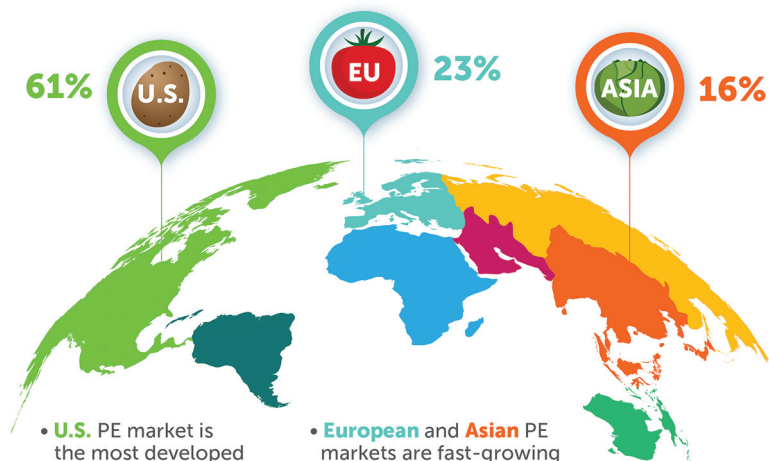 61%
U.S.
EU
23%
ASIA
16%
• U.S. PE market is
the most developed
• European and Asian PE
markets are fast-growing